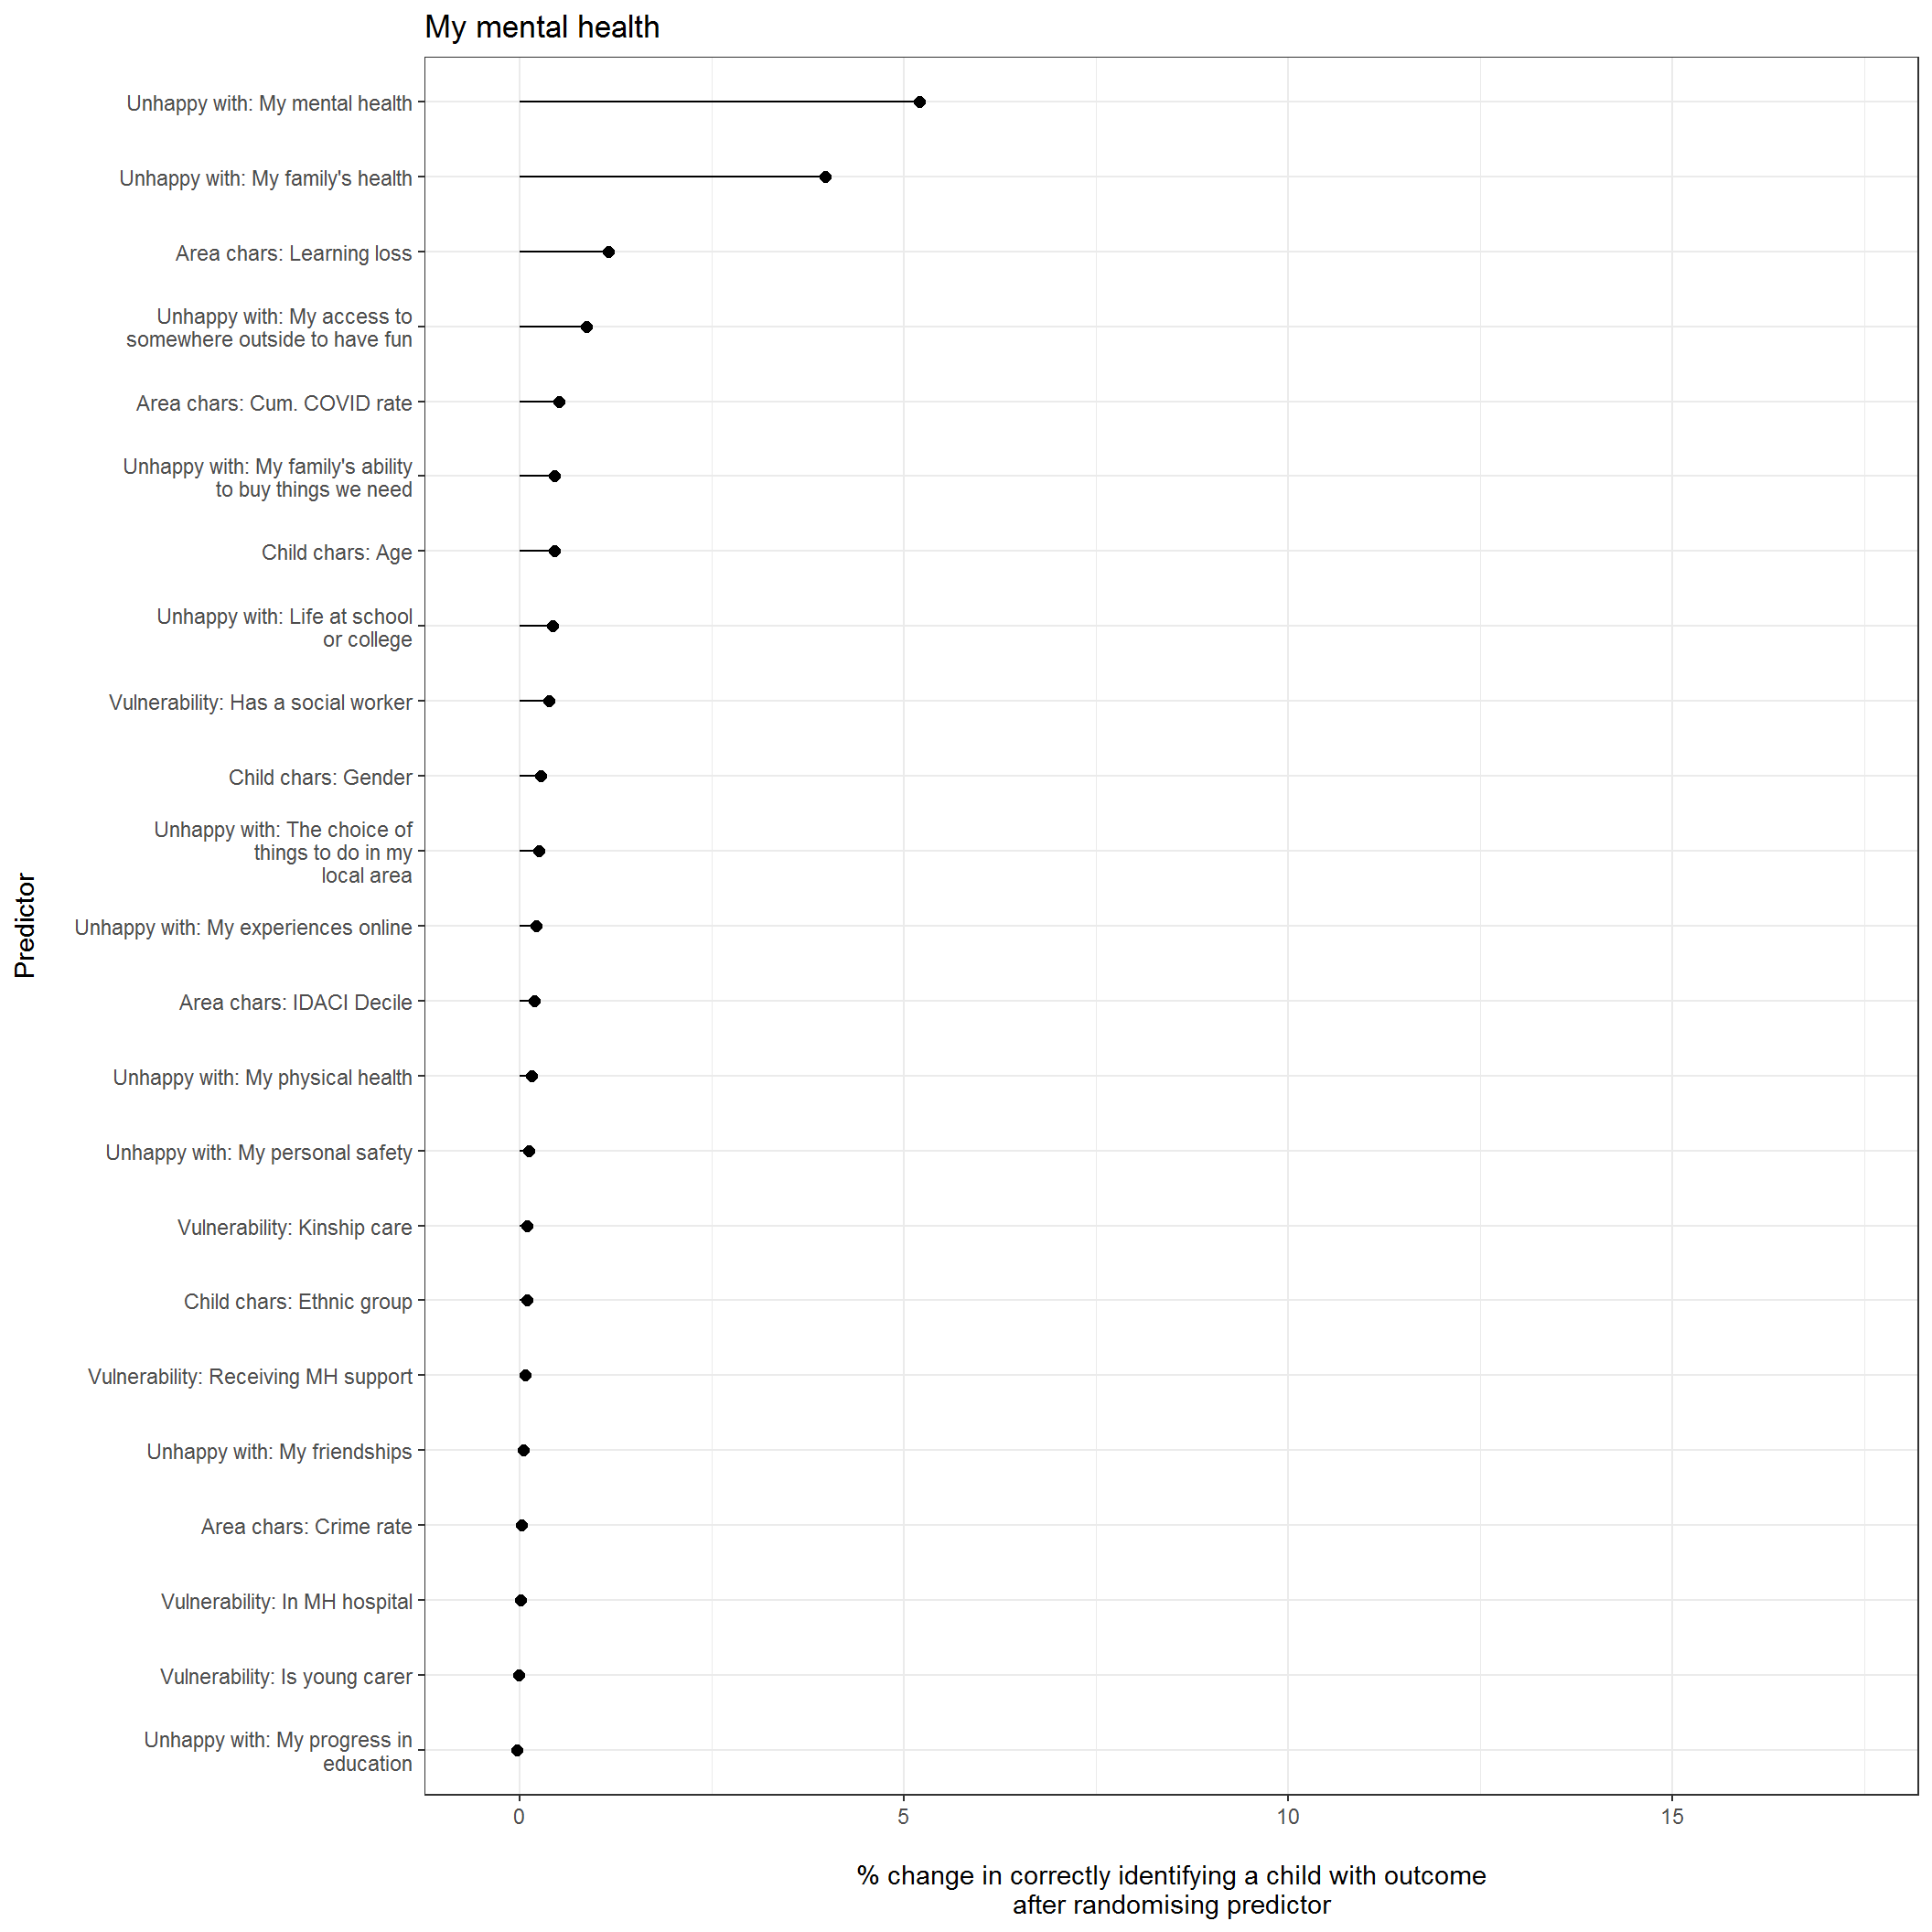 My mental health
Unhappy with: My mental health
Unhappy with: My family's health
Area chars: Learning loss
Unhappy with: My access to
somewhere outside to have fun
Area chars: Cum. COVID rate
Unhappy with: My family's ability
to buy things we need
Child chars: Age
Unhappy with: Life at school
or college
Vulnerability: Has a social worker
Child chars: Gender
Unhappy with: The choice of
things to do in my
local area
Unhappy with: My experiences online
Area chars: IDACI Decile
Unhappy with: My physical health
Unhappy with: My personal safety
Vulnerability: Kinship care
Child chars: Ethnic group
Vulnerability: Receiving MH support
Unhappy with: My friendships
Area chars: Crime rate
Vulnerability: In MH hospital
Vulnerability: Is young carer
Unhappy with: My progress in
education
Predictor
0 5 10 15
% change in correctly identifying a child with outcome
after randomising predictor